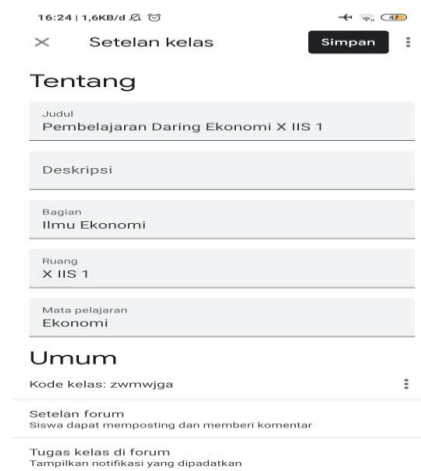 16:24 | 1,6KB/d
47
Setelan kelas
Simpan
Tentang
Judul
Pembelajaran Daring Ekonomi X IIS 1
Deskripsi
Bagian
Ilmu Ekonomi
Ruang
X IIS 1
Mata pelajaran
Ekonomi
Umum
Kode kelas: zwmwjga
Setelan forum
Siswa dapat memposting dan memberi komentar
Tugas kelas di forum
Tampilkan notifikasi yang dipadatkan